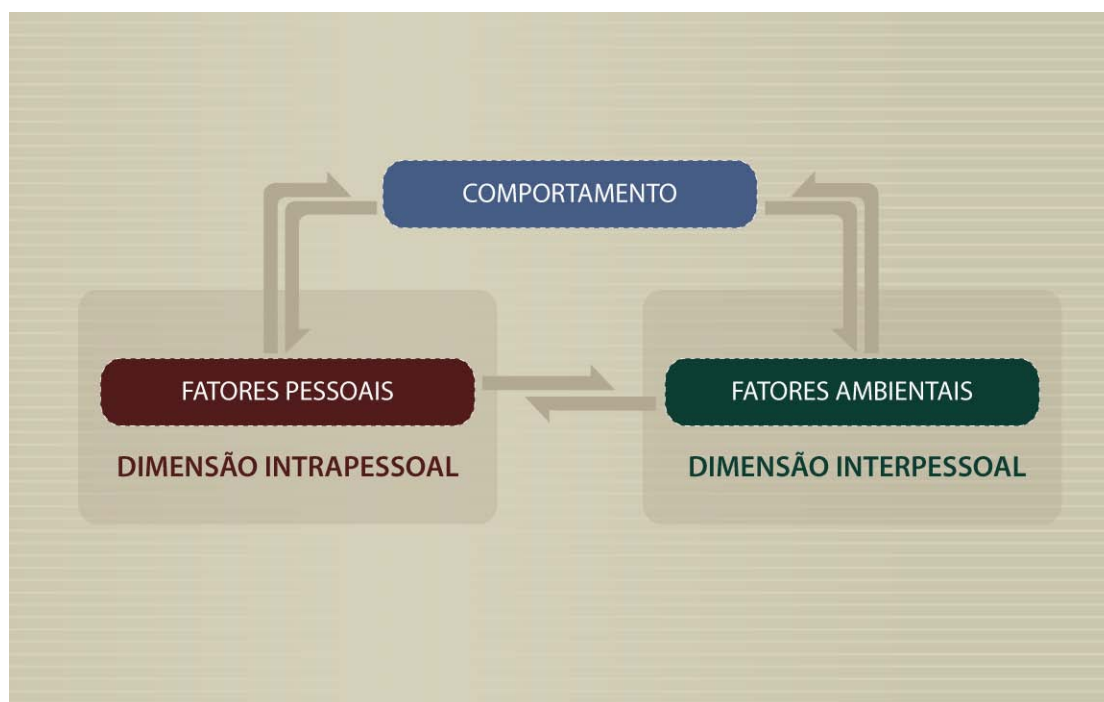 COMPORTAMENTO
FATORES PESSOAIS
DIMENSÃO INTRAPESSOAL
FATORES AMBIENTAIS
DIMENSÃO INTERPESSOAL